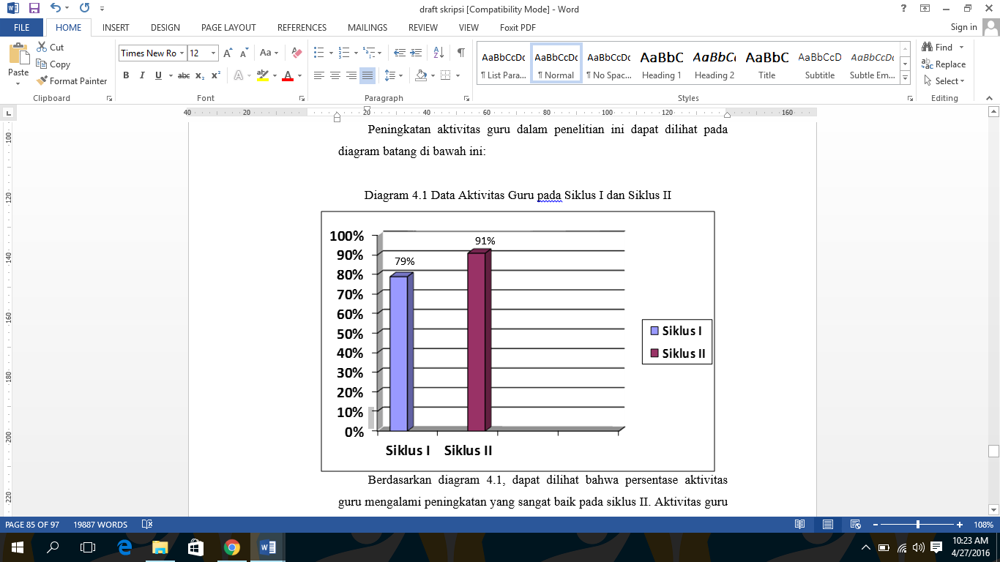 draft skripsi [Compatibility Mode] - Word
FILE HOME INSERT DESIGN PAGE LAYOUT REFERENCES MAILINGS REVIEW VIEW Foxit PDF Sign in
Paste
Cut
Copy
Format Painter
Clipboard
Times New Ro 12
Font
Paragraph
AaBbCcDc AaBbCcDc AaBbCcDc AaBbC AaBbCc AaBbC AaBbCcD AaBbCcDc
¶ List Para... ¶ Normal ¶ No Spac... Heading 1 Heading 2 Title Subtitle Subtle Em...
Styles
Find
Replace
Select
Editing
40 20 20 40 60 80 100 120 160
100
120
140
160
180
200
220
Peningkatan aktivitas guru dalam penelitian ini dapat dilihat pada
diagram batang di bawah ini:
Diagram 4.1 Data Aktivitas Guru pada Siklus I dan Siklus II
100%
90%
80%
70%
60%
50%
40%
30%
20%
10%
0%
79%
91%
Siklus I Siklus II
Siklus I
Siklus II
Berdasarkan diagram 4.1, dapat dilihat bahwa persentase aktivitas
guru mengalami peningkatan yang sangat baik pada siklus II. Aktivitas guru
PAGE 85 OF 97 19887 WORDS 108%
10:23 AM
4/27/2016